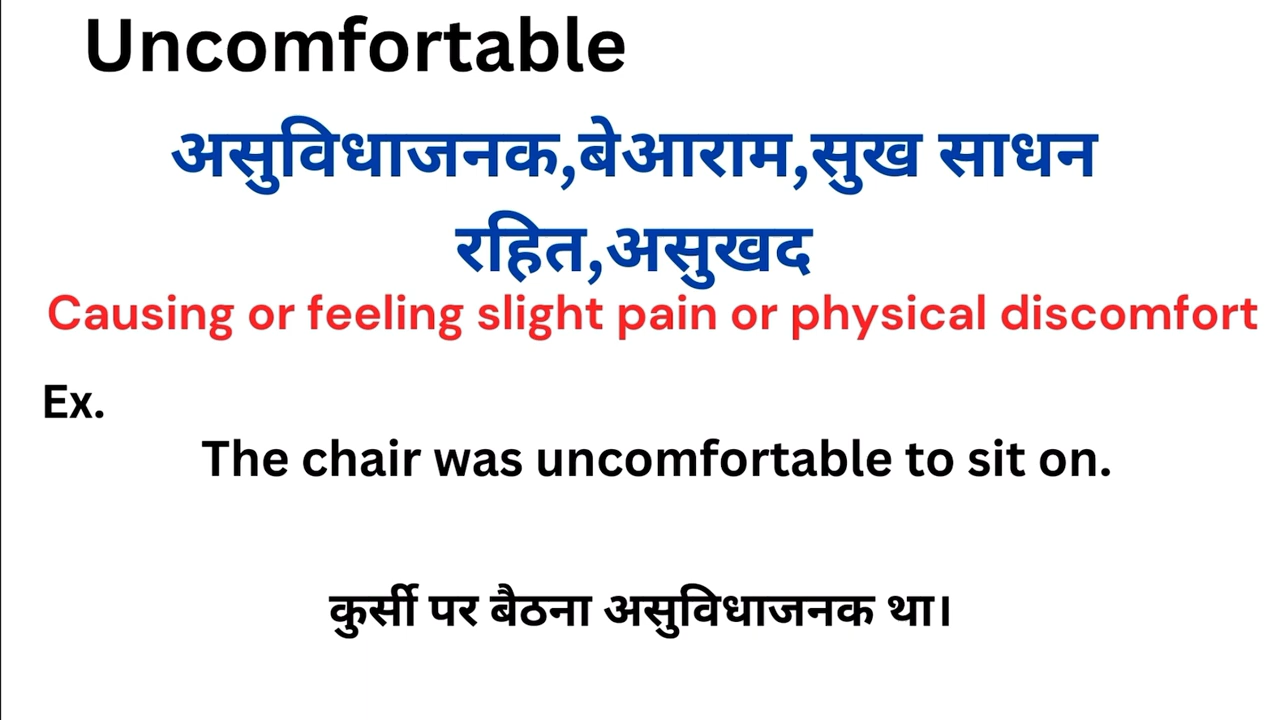 Uncomfortable
असुविधाजनक,बेआराम,सुख साधन
रहित,असुखद
Causing or feeling slight pain or physical discomfort
Ex.
The chair was uncomfortable to sit on.
कुर्सी पर बैठना असुविधाजनक था।